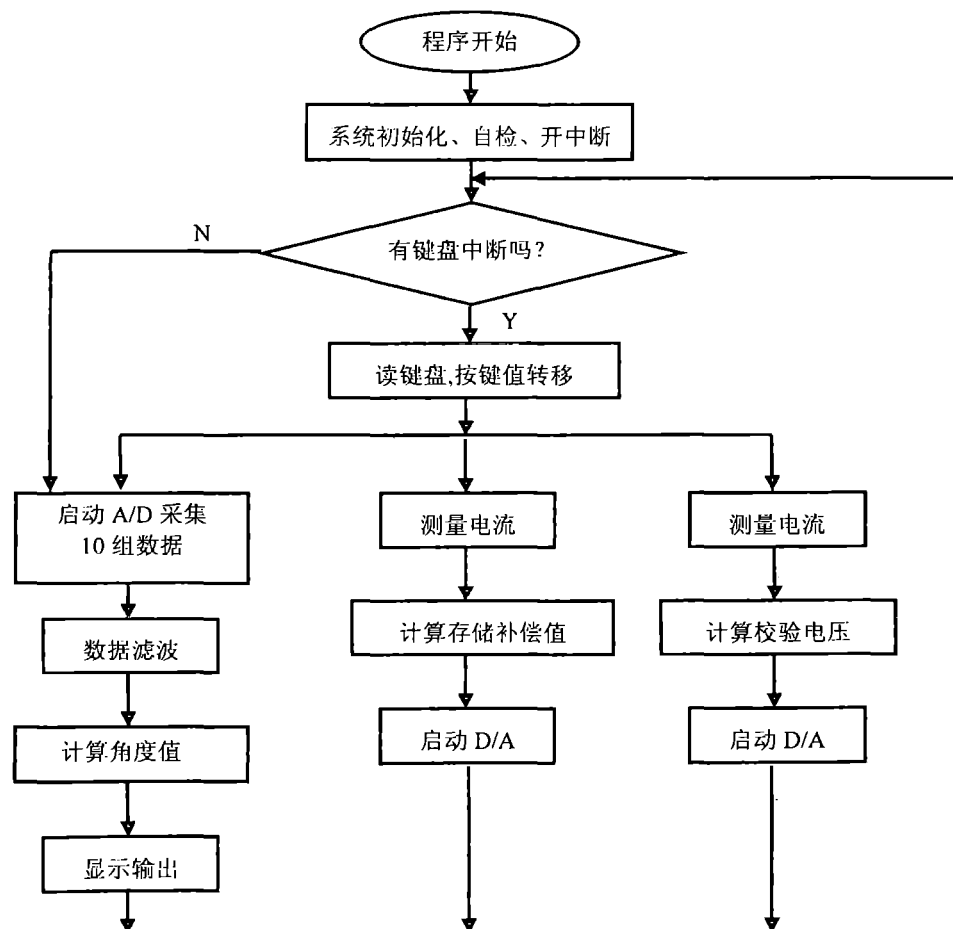 程序开始
系统初始化、自检、开中断
N
有键盘中断吗?
Y
读键盘,按键值转移
启动 A/D 采集
10 组数据
测量电流
测量电流
数据滤波
计算存储补偿值
计算校验电压
计算角度值
启动 D/A
启动 D/A
显示输出